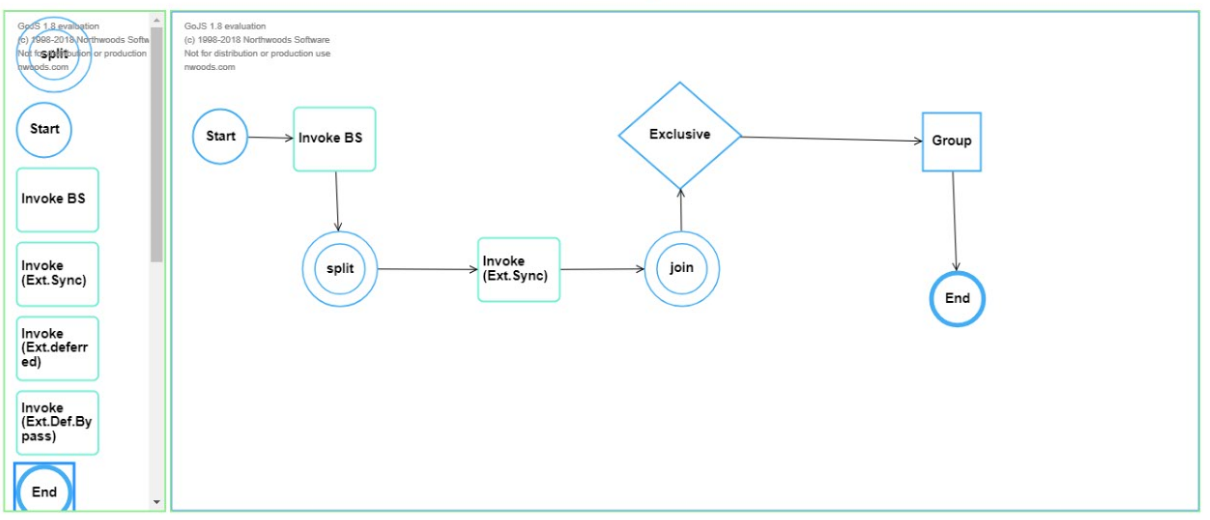 GoJS 1.8 evaluation
(c) 1998-2018 Northwoods Softw
Not for distribution or production
nwoods.com
split
Start
Invoke BS
Invoke
(Ext.Sync)
Invoke
(Ext.deferr
ed)
Invoke
(Ext.Def.By
pass)
End
GoJS 1.8 evaluation
(c) 1998-2018 Northwoods Software
Not for distribution or production use
nwoods.com
Start
Invoke BS
Exclusive
Group
split
Invoke
(Ext.Sync)
join
End